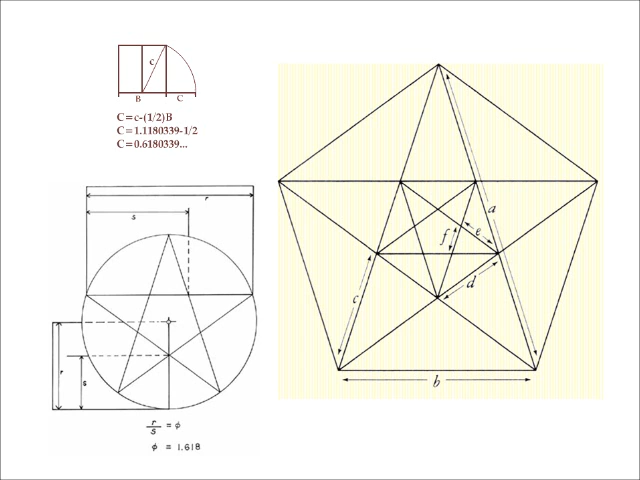 c
B C
C=c-(1/2)B
C=1.1180339-1/2
C=0.6180339...
r
s
r
s
r/s = ϕ
ϕ = 1.618
a
e
f
d
c
b